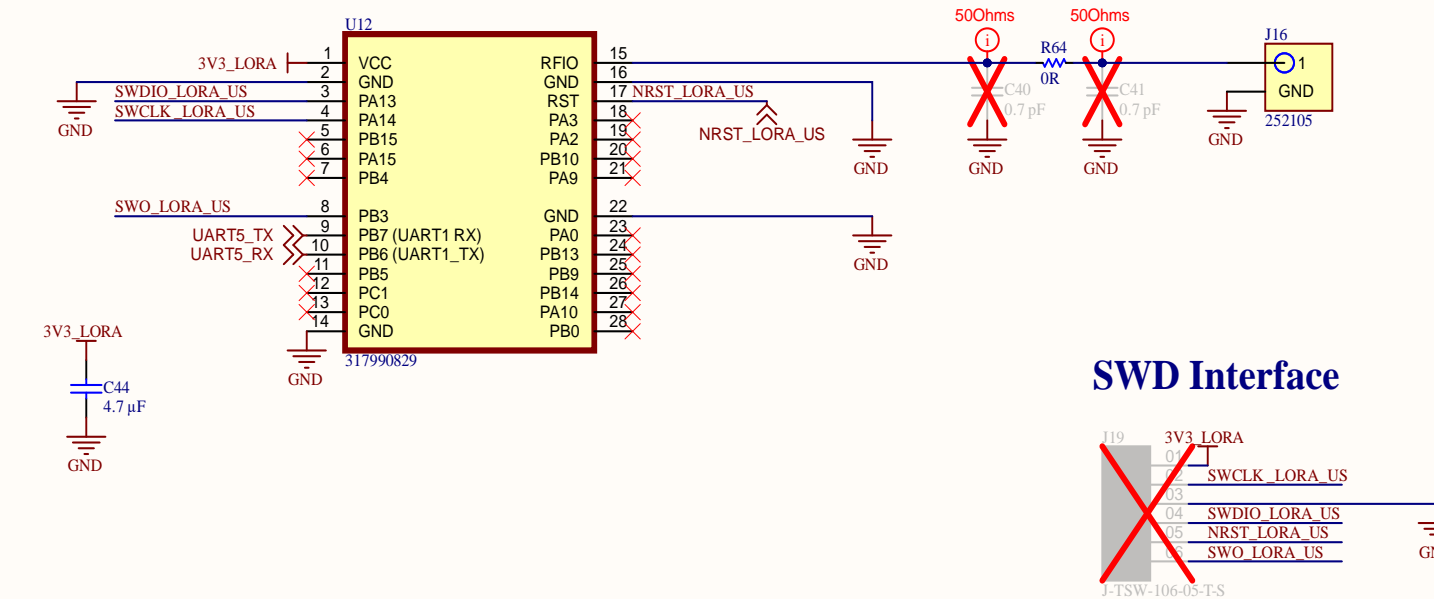 U12
3V3_LORA
SWDIO_LORA_US
SWCLK_LORA_US
GND
SWO_LORA_US
UART5_TX
UART5_RX
1 VCC
2 GND
3 PA13
4 PA14
5 PB15
6 PA15
7 PB4
8 PB3
9 PB7 (UART1 RX)
10 PB6 (UART1_TX)
11 PB5
12 PC1
13 PC0
14 GND
GND
317990829
RFIO 15
GND 16
RST 17
PA3 18
PA2 19
PB10 20
PA9 21
GND 22
PA0 23
PB13 24
PB9 25
PB14 26
PA10 27
PB0 28
NRST_LORA_US
NRST_LORA_US
GND
GND
50Ohms
i
C40
0.7 pF
GND
R64
0R
50Ohms
i
C41
0.7 pF
GND
J16
1
GND
252105
GND
3V3_LORA
C44
4.7 µF
GND
SWD Interface
J19
3V3_LORA
01
02 SWCLK_LORA_US
03
04 SWDIO_LORA_US
05 NRST_LORA_US
06 SWO_LORA_US
J-TSW-106-05-T-S